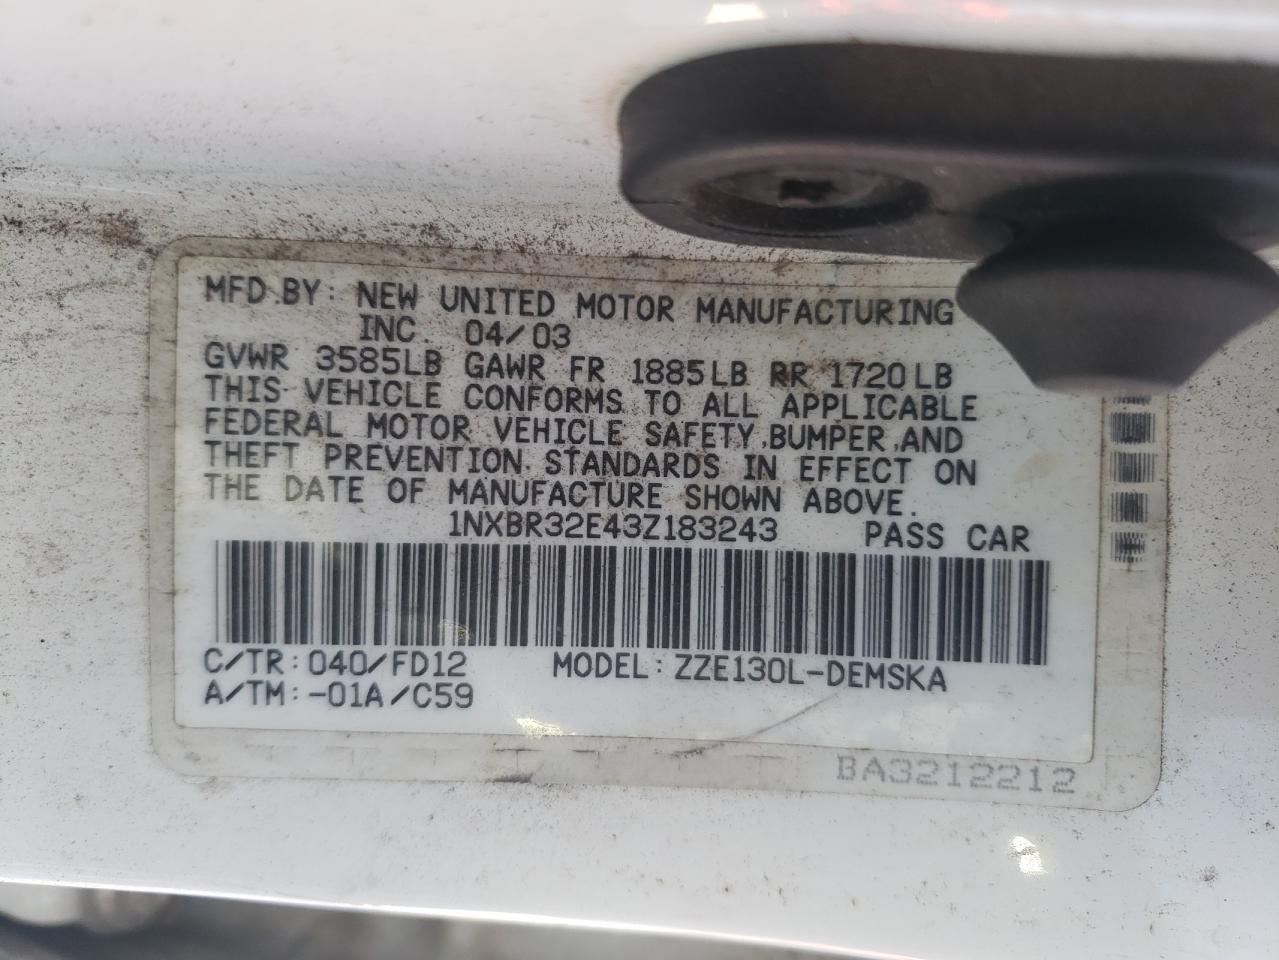 MFD.BY: NEW UNITED MOTOR MANUFACTURING
INC. 04/03
GVWR 3585LB GAWR FR 1885LB RR 1720LB
THIS VEHICLE CONFORMS TO ALL APPLICABLE
FEDERAL MOTOR VEHICLE SAFETY,BUMPER,AND
THEFT PREVENTION STANDARDS IN EFFECT ON
THE DATE OF MANUFACTURE SHOWN ABOVE.
1NXBR32E43Z183243 PASS CAR
C/TR: 040/FD12 MODEL: ZZE130L-DEMSKA
A/TM: -01A/C59
BA3212212